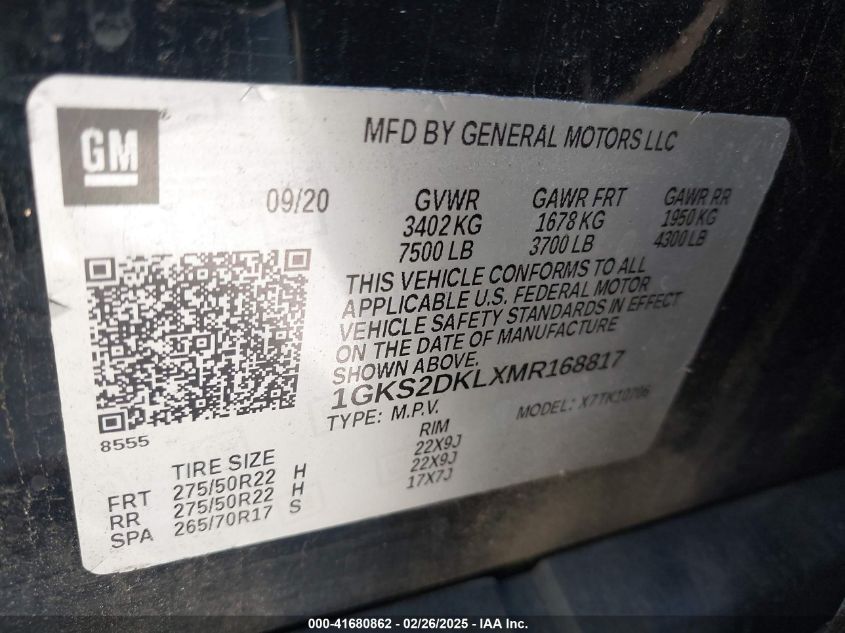 GM
MFD BY GENERAL MOTORS LLC
09/20 GVWR GAWR FRT GAWR RR
3402 KG 1678 KG 1950 KG
7500 LB 3700 LB 4300 LB
THIS VEHICLE CONFORMS TO ALL
APPLICABLE U.S. FEDERAL MOTOR
VEHICLE SAFETY STANDARDS IN EFFECT
ON THE DATE OF MANUFACTURE
SHOWN ABOVE.
1GKS2DKLXMR168817
TYPE: M.P.V. MODEL: X7TK10706
8555
TIRE SIZE RIM
FRT 275/50R22 H 22X9J
RR 275/50R22 H 22X9J
SPA 265/70R17 S 17X7J
000-41680862 - 02/26/2025 - IAA Inc.